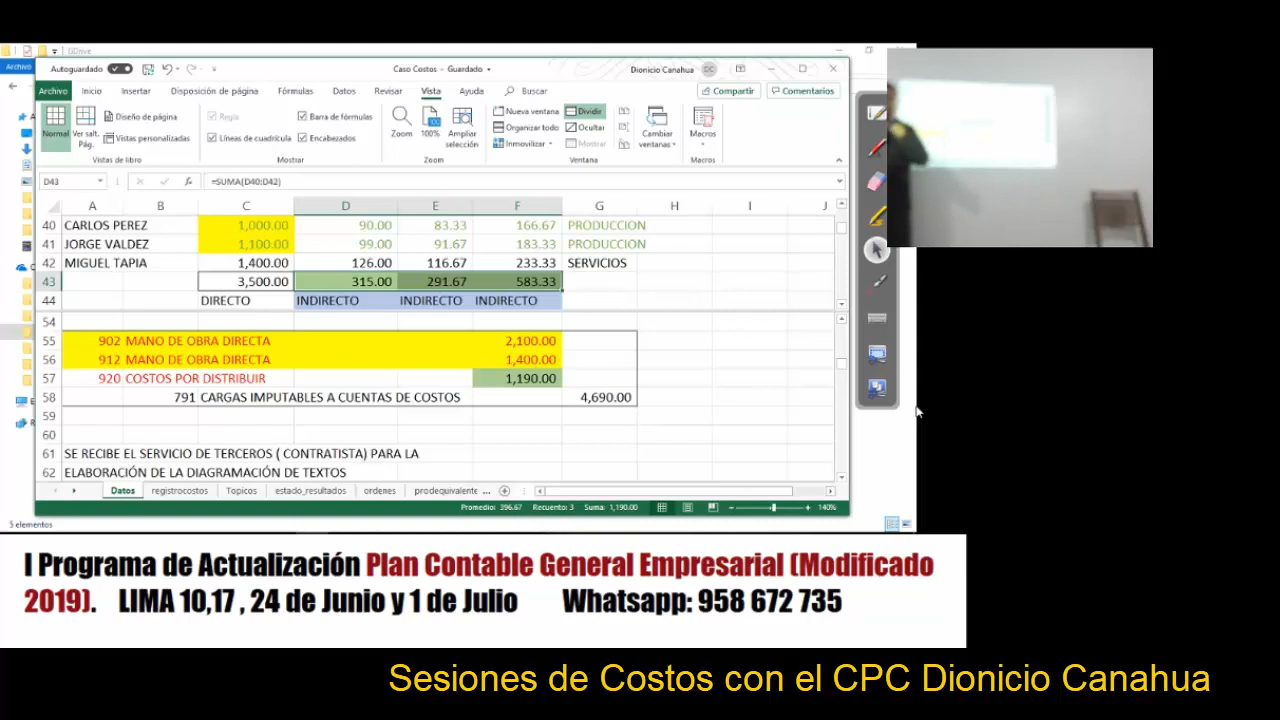 GDrive
Archivo
Autoguardado
Caso Costos - Guardado
Dionicio Canahua
DC
Archivo Inicio Insertar Disposición de página Fórmulas Datos Revisar Vista Ayuda Buscar Compartir Comentarios
Normal
Ver salt. Pág.
Diseño de página
Vistas personalizadas
Vistas de libro
Regla
Barra de fórmulas
Líneas de cuadrícula
Encabezados
Mostrar
Zoom
100%
Ampliar selección
Zoom
Nueva ventana
Organizar todo
Inmovilizar
Dividir
Ocultar
Mostrar
Cambiar ventanas
Ventana
Macros
Macros
D43 fx =SUMA(D40:D42)
A B C D E F G H I J
40 CARLOS PEREZ 1,000.00 90.00 83.33 166.67 PRODUCCION
41 JORGE VALDEZ 1,100.00 99.00 91.67 183.33 PRODUCCION
42 MIGUEL TAPIA 1,400.00 126.00 116.67 233.33 SERVICIOS
43 3,500.00 315.00 291.67 583.33
44 DIRECTO INDIRECTO INDIRECTO INDIRECTO
54
55 902 MANO DE OBRA DIRECTA 2,100.00
56 912 MANO DE OBRA DIRECTA 1,400.00
57 920 COSTOS POR DISTRIBUIR 1,190.00
58 791 CARGAS IMPUTABLES A CUENTAS DE COSTOS 4,690.00
59
60
61 SE RECIBE EL SERVICIO DE TERCEROS ( CONTRATISTA) PARA LA
62 ELABORACIÓN DE LA DIAGRAMACIÓN DE TEXTOS
Datos registrocostos Topicos estado_resultados ordenes prodequivalente ...
Promedio: 396.67 Recuento: 3 Suma: 1,190.00 140%
5 elementos
I Programa de Actualización Plan Contable General Empresarial (Modificado
2019). LIMA 10,17 , 24 de Junio y 1 de Julio Whatsapp: 958 672 735
Sesiones de Costos con el CPC Dionicio Canahua